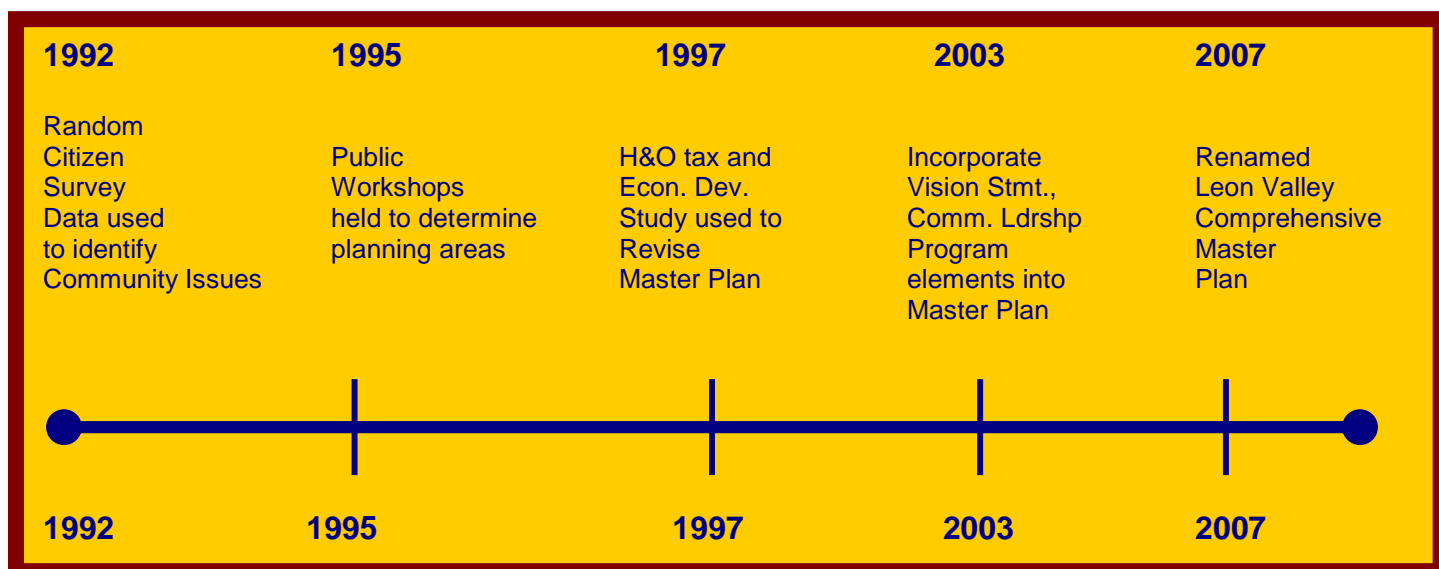 1992 1995 1997 2003 2007
Random
Citizen
Survey
Data used
to identify
Community Issues
Public
Workshops
held to determine
planning areas
H&O tax and
Econ. Dev.
Study used to
Revise
Master Plan
Incorporate
Vision Stmt.,
Comm. Ldrshp
Program
elements into
Master Plan
Renamed
Leon Valley
Comprehensive
Master
Plan
1992 1995 1997 2003 2007